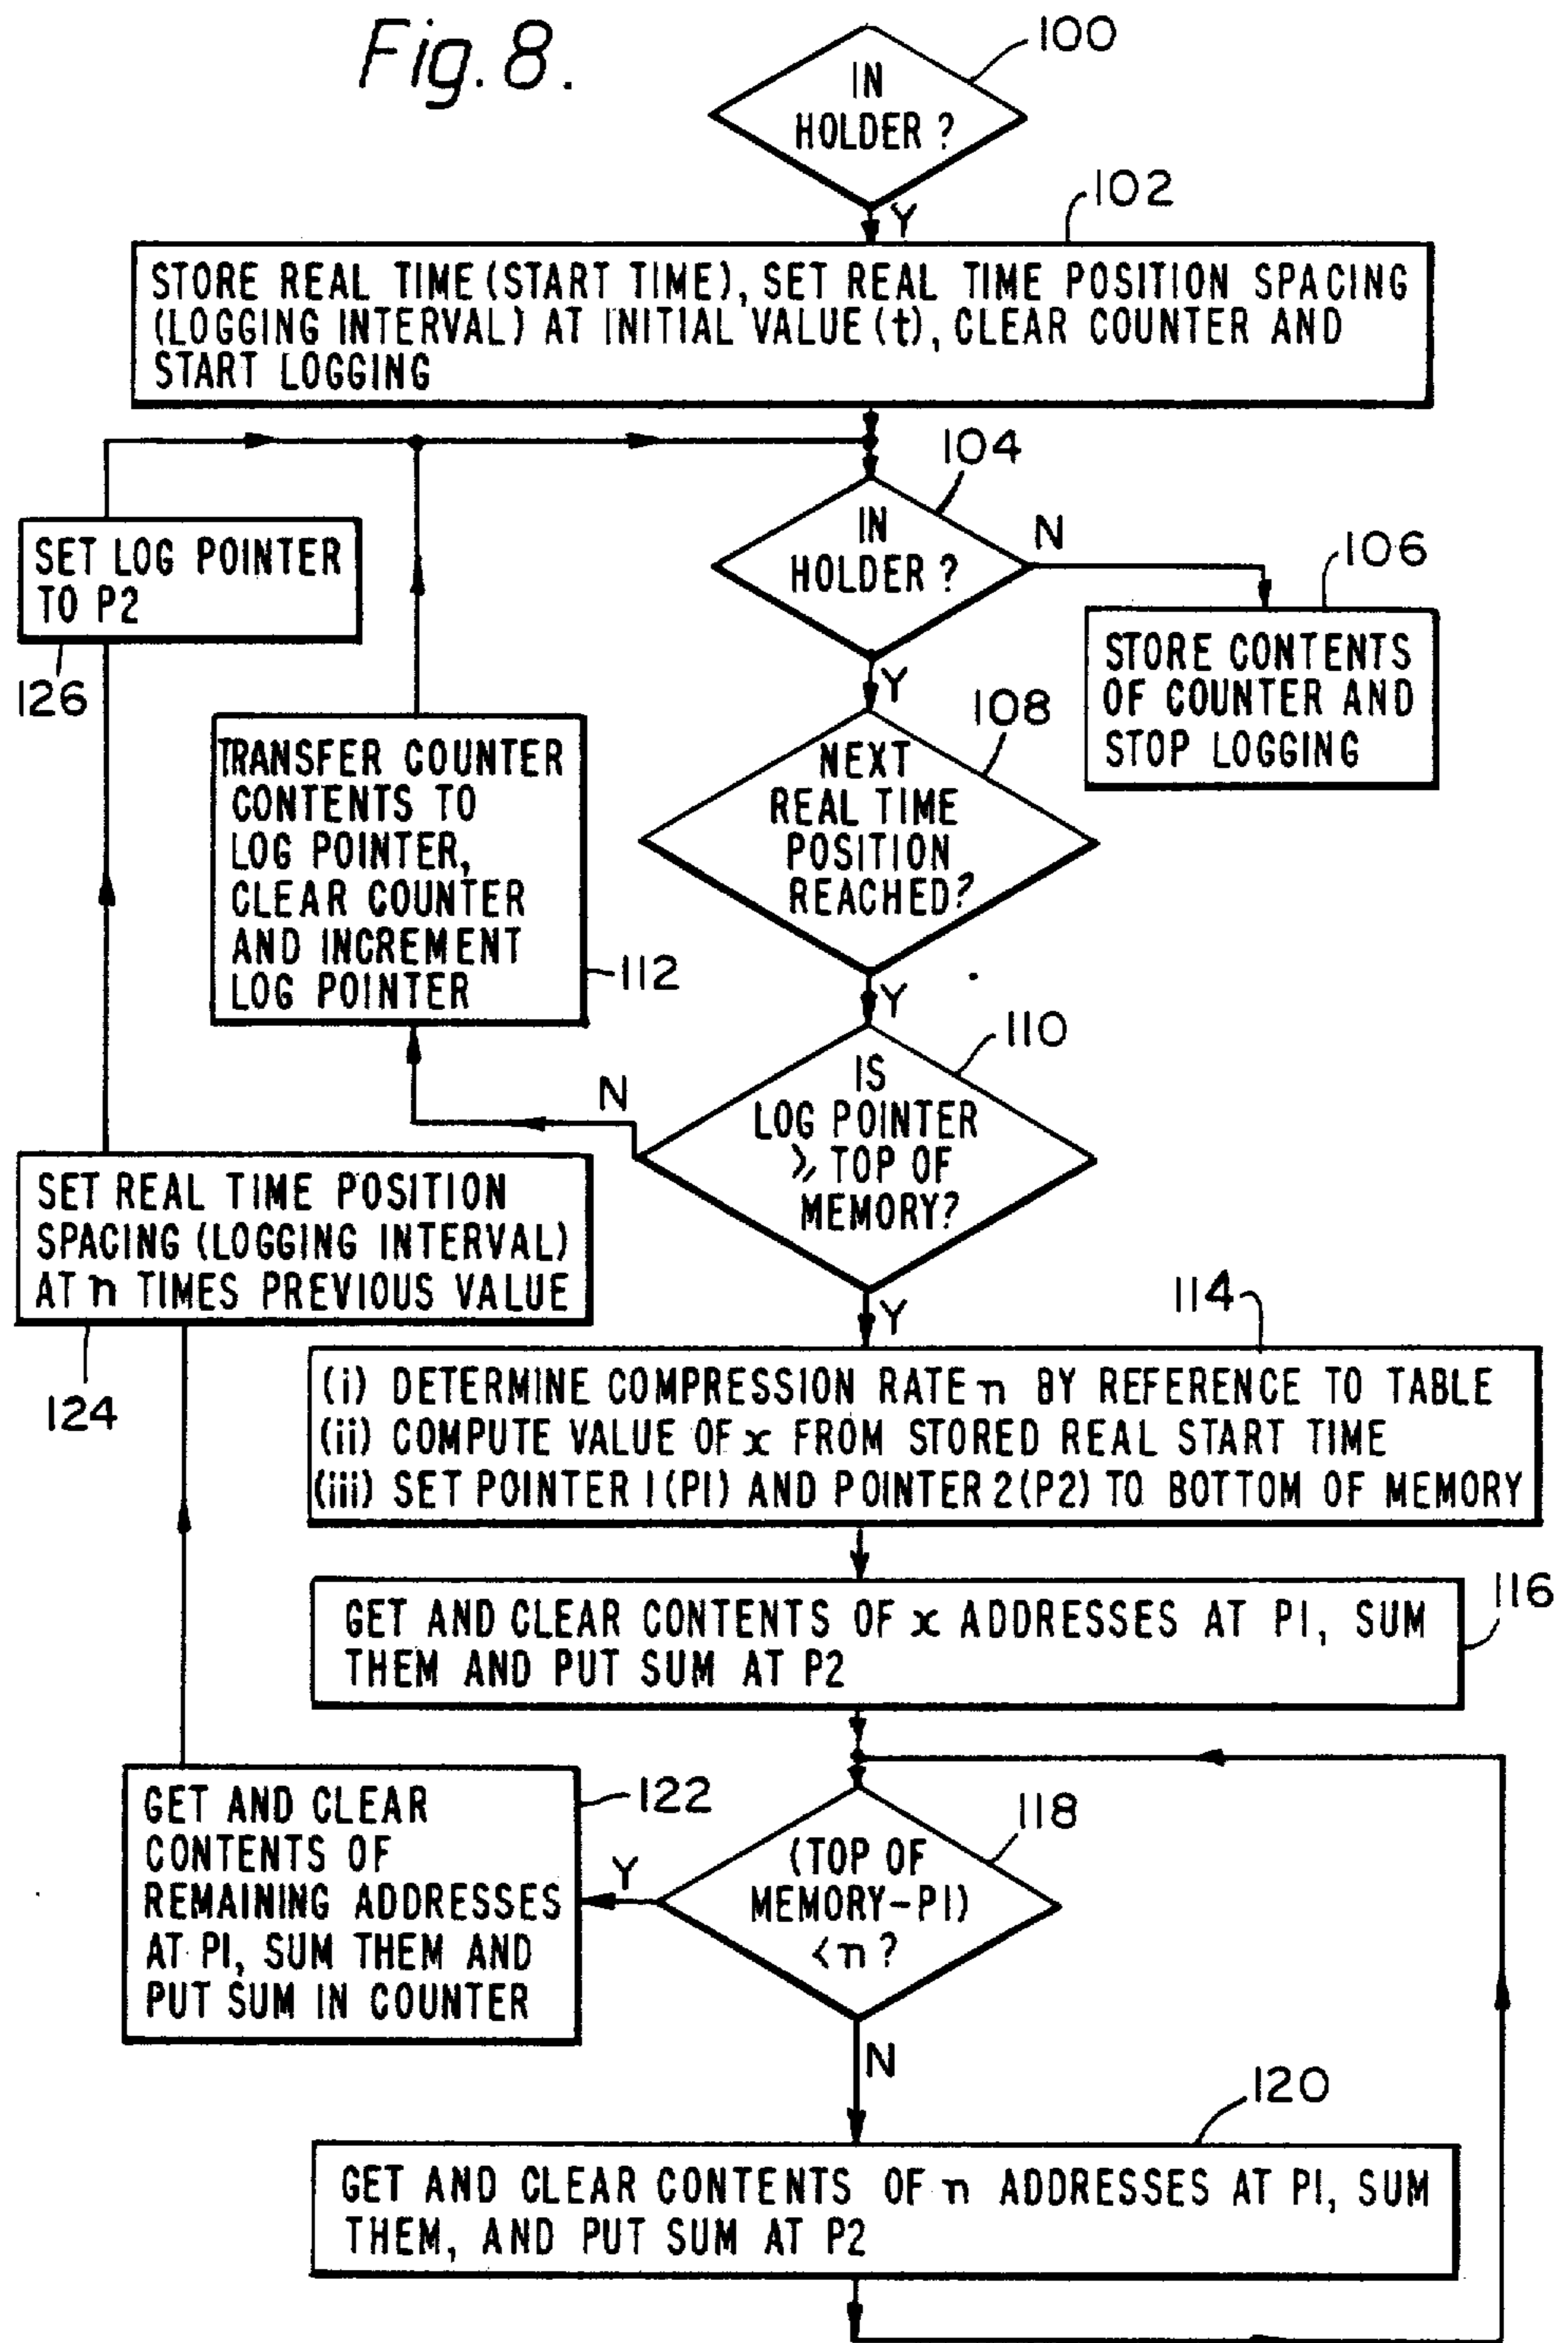 Fig. 8.
100
IN
HOLDER ?
Y
102
STORE REAL TIME (START TIME), SET REAL TIME POSITION SPACING
(LOGGING INTERVAL) AT INITIAL VALUE (t), CLEAR COUNTER AND
START LOGGING
104
IN
HOLDER ?
N
Y
106
STORE CONTENTS
OF COUNTER AND
STOP LOGGING
SET LOG POINTER
TO P2
126
108
NEXT
REAL TIME
POSITION
REACHED?
Y
TRANSFER COUNTER
CONTENTS TO
LOG POINTER,
CLEAR COUNTER
AND INCREMENT
LOG POINTER
112
110
IS
LOG POINTER
⩾ TOP OF
MEMORY?
N
Y
SET REAL TIME POSITION
SPACING (LOGGING INTERVAL)
AT n TIMES PREVIOUS VALUE
124
114
(i) DETERMINE COMPRESSION RATE n BY REFERENCE TO TABLE
(ii) COMPUTE VALUE OF x FROM STORED REAL START TIME
(iii) SET POINTER 1 (P1) AND POINTER 2 (P2) TO BOTTOM OF MEMORY
116
GET AND CLEAR CONTENTS OF x ADDRESSES AT P1, SUM
THEM AND PUT SUM AT P2
122
GET AND CLEAR
CONTENTS OF
REMAINING ADDRESSES
AT P1, SUM THEM AND
PUT SUM IN COUNTER
118
(TOP OF
MEMORY-P1)
< n ?
Y
N
120
GET AND CLEAR CONTENTS OF n ADDRESSES AT P1, SUM
THEM, AND PUT SUM AT P2